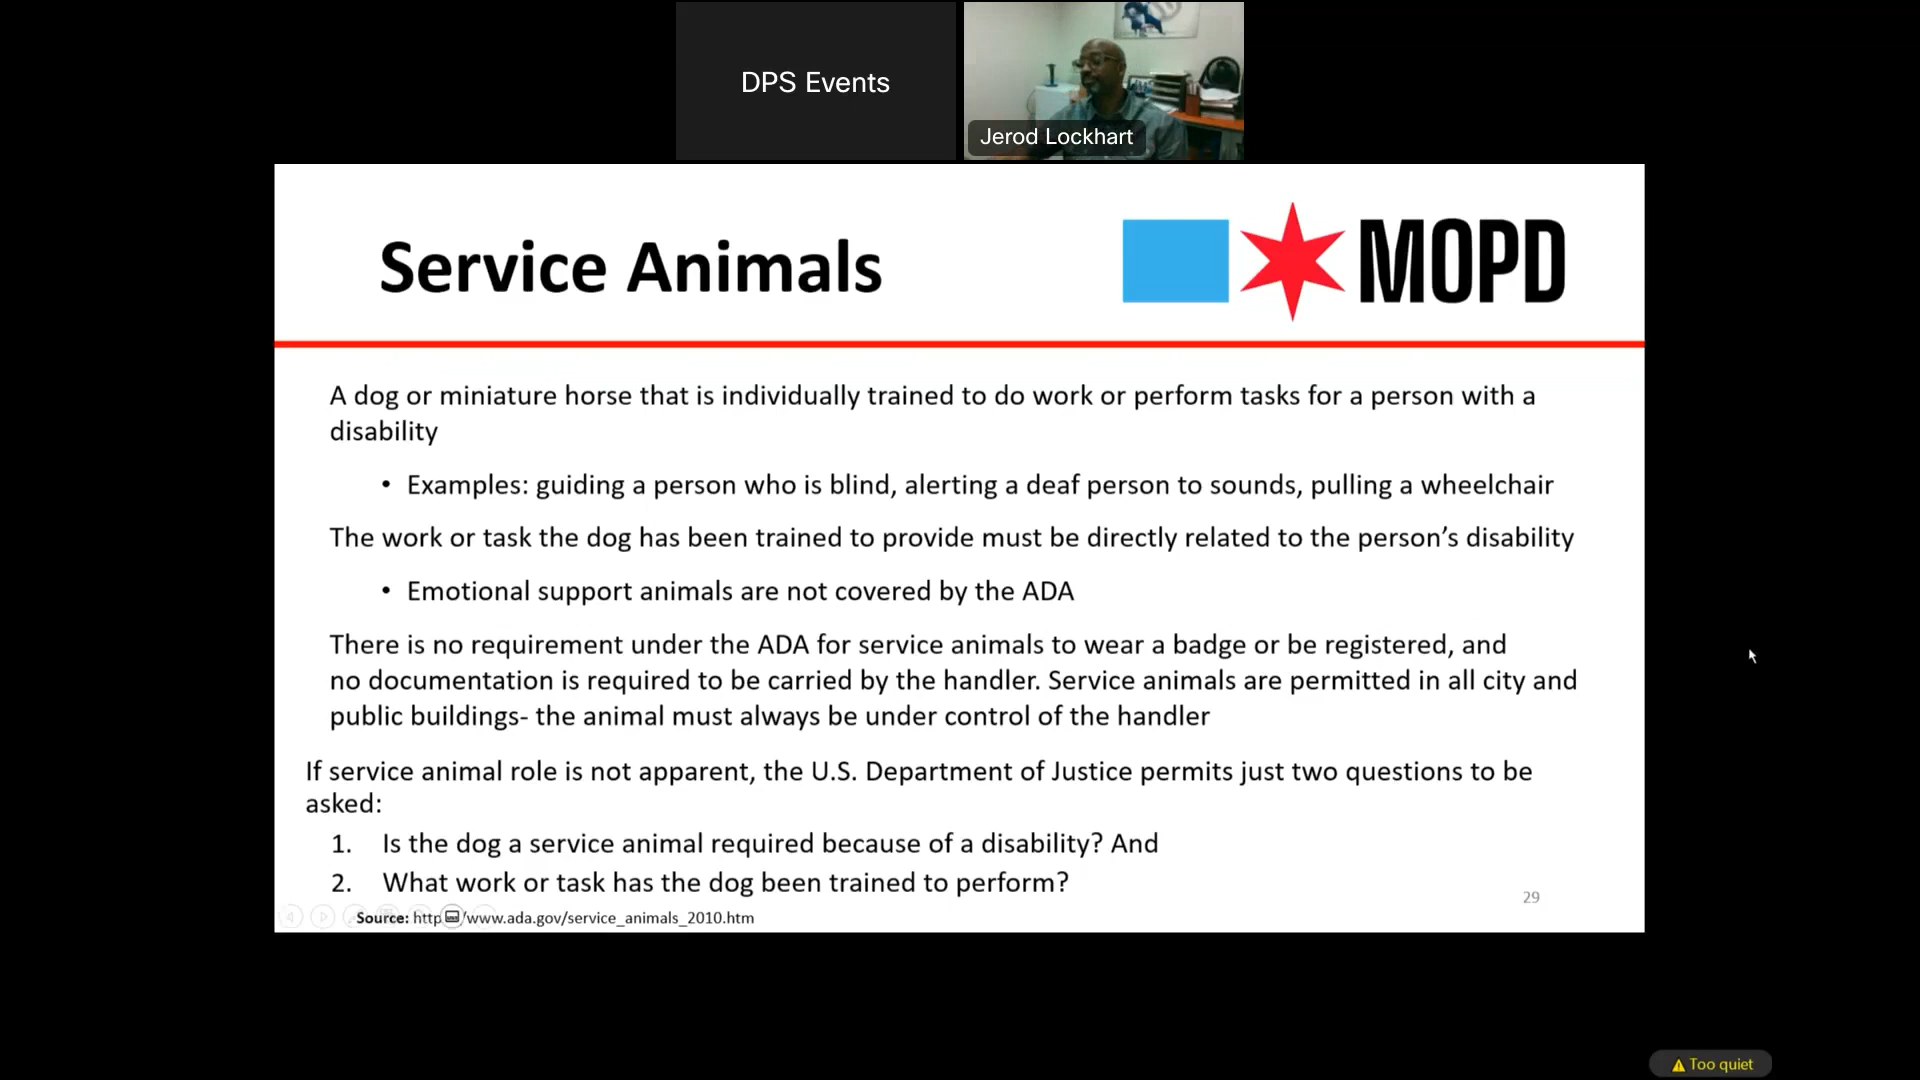 DPS Events
Jerod Lockhart
Service Animals
MOPD
A dog or miniature horse that is individually trained to do work or perform tasks for a person with a
disability
• Examples: guiding a person who is blind, alerting a deaf person to sounds, pulling a wheelchair
The work or task the dog has been trained to provide must be directly related to the person’s disability
• Emotional support animals are not covered by the ADA
There is no requirement under the ADA for service animals to wear a badge or be registered, and
no documentation is required to be carried by the handler. Service animals are permitted in all city and
public buildings- the animal must always be under control of the handler
If service animal role is not apparent, the U.S. Department of Justice permits just two questions to be
asked:
1. Is the dog a service animal required because of a disability? And
2. What work or task has the dog been trained to perform?
29
Source: http /www.ada.gov/service_animals_2010.htm
Too quiet